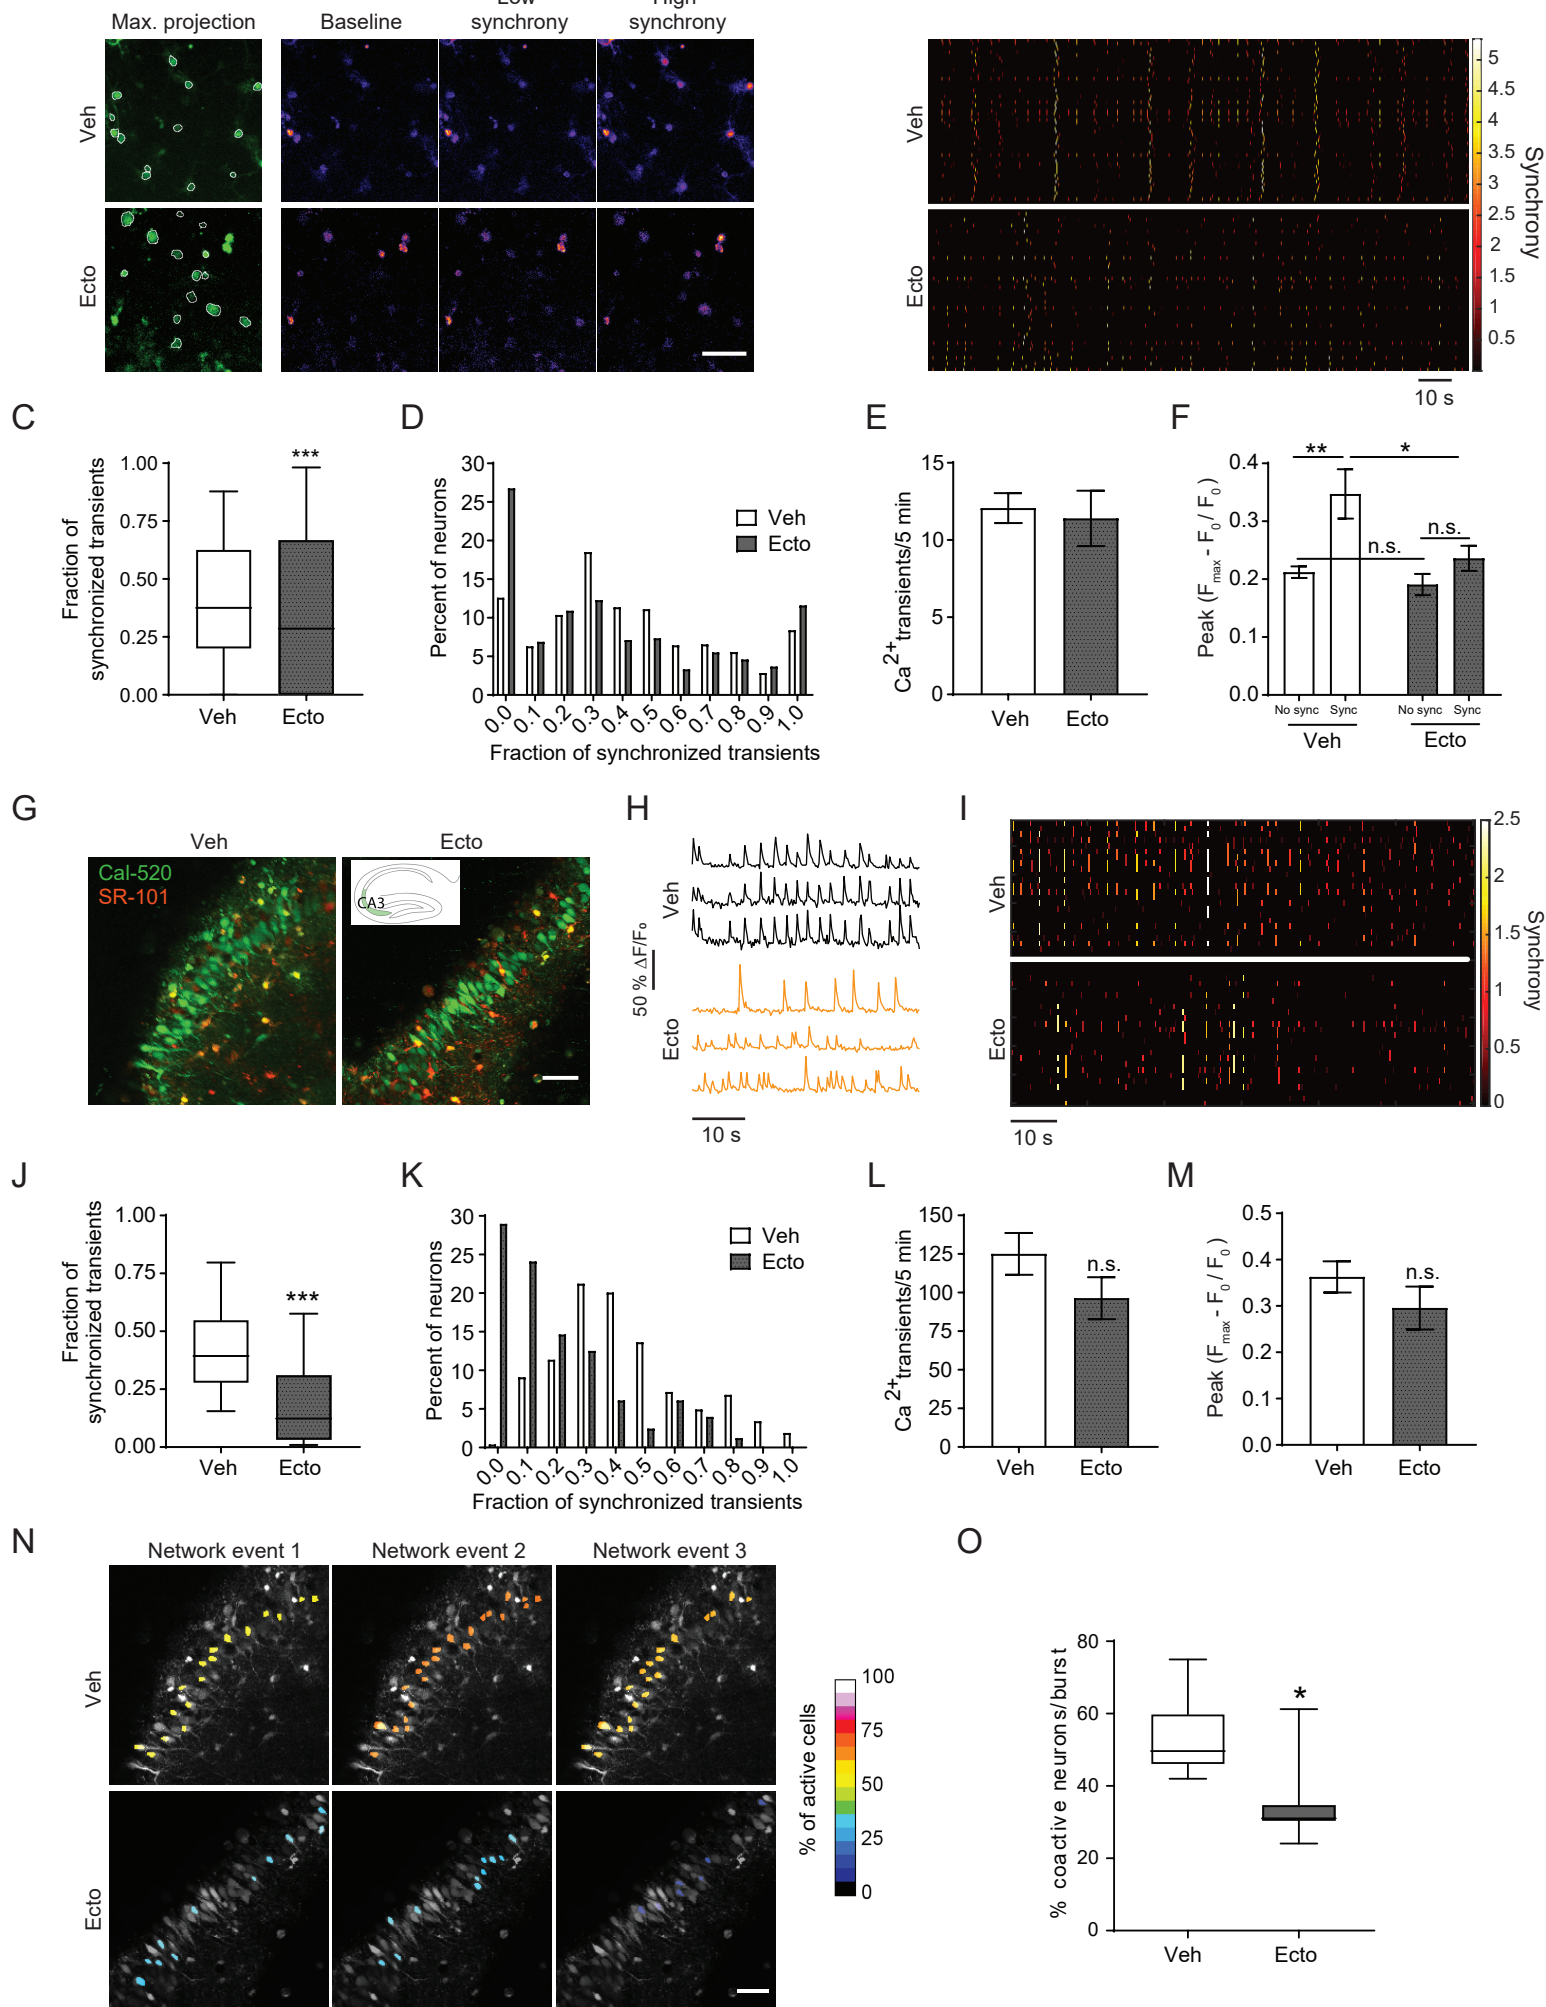 Max. projection
Baseline
Low
synchrony
High
synchrony
Veh
Ecto
Veh
Ecto
5
4.5
4
3.5
3
2.5
2
1.5
1
0.5
Synchrony
10 s
C
Fraction of
synchronized transients
1.00
0.75
0.50
0.25
0.00
***
Veh
Ecto
D
Percent of neurons
30
25
20
15
10
5
0
Veh
Ecto
0.0
0.1
0.2
0.3
0.4
0.5
0.6
0.7
0.8
0.9
1.0
Fraction of synchronized transients
E
Ca2+ transients/5 min
15
10
5
0
Veh
Ecto
F
Peak (Fmax - F0 / F0 )
0.4
0.3
0.2
0.1
0.0
**
*
n.s.
n.s.
No sync
Sync
No sync
Sync
Veh
Ecto
G
Veh
Ecto
Cal-520
SR-101
CA3
H
Veh
50 % ΔF/F₀
Ecto
10 s
I
Veh
Ecto
2.5
2
1.5
1
0.5
0
Synchrony
10 s
J
Fraction of
synchronized transients
1.00
0.75
0.50
0.25
0.00
***
Veh
Ecto
K
Percent of neurons
30
25
20
15
10
5
0
Veh
Ecto
0.0
0.1
0.2
0.3
0.4
0.5
0.6
0.7
0.8
0.9
1.0
Fraction of synchronized transients
L
Ca2+ transients/5 min
150
125
100
75
50
25
0
n.s.
Veh
Ecto
M
Peak (Fmax - F0 / F0 )
0.5
0.4
0.3
0.2
0.1
0.0
n.s.
Veh
Ecto
N
Network event 1
Network event 2
Network event 3
Veh
Ecto
% of active cells
100
75
50
25
0
O
% coactive neurons/burst
80
60
40
20
0
*
Veh
Ecto